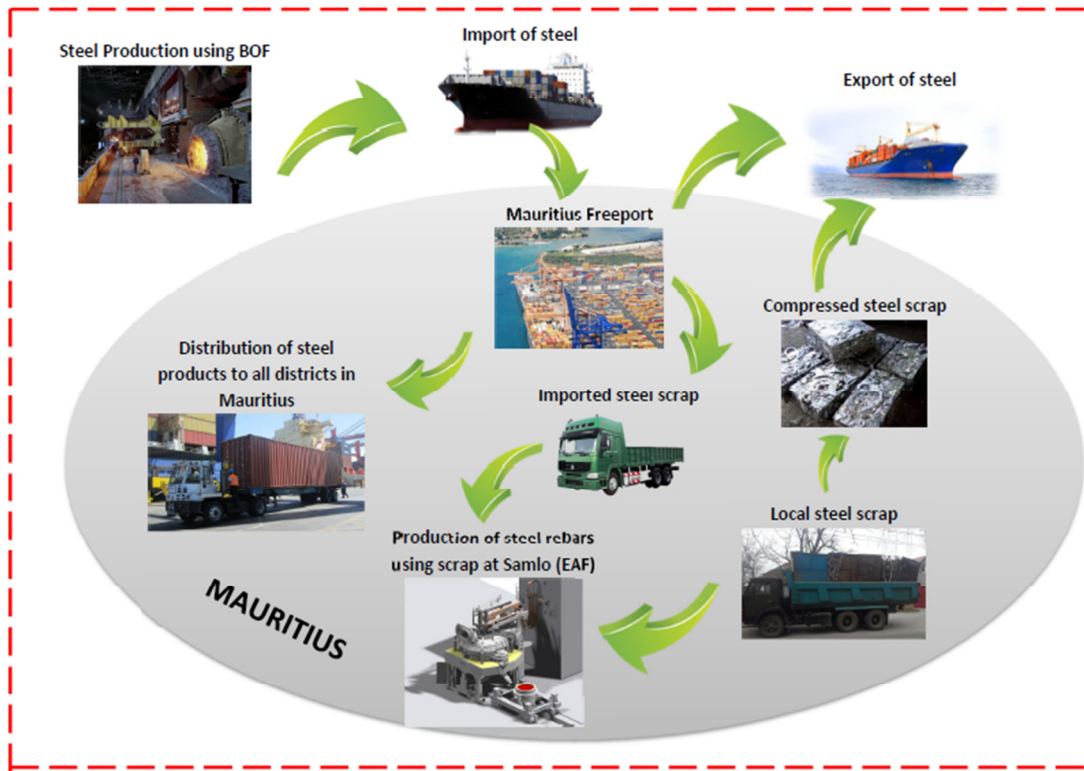 Steel Production using BOF
Import of steel
Export of steel
Mauritius Freeport
Compressed steel scrap
Distribution of steel
products to all districts in
Mauritius
Imported steel scrap
Local steel scrap
Production of steel rebars
using scrap at Samlo (EAF)
MAURITIUS